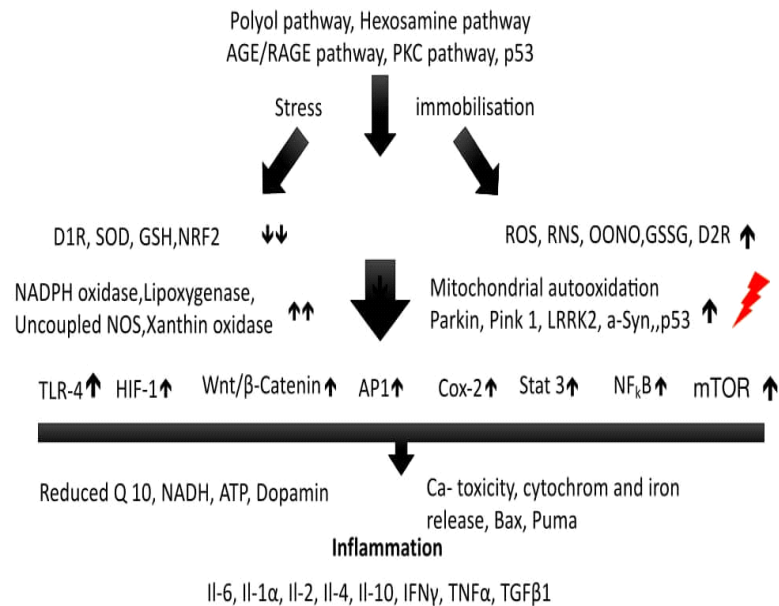 Polyol pathway, Hexosamine pathway
AGE/RAGE pathway, PKC pathway, p53
Stress immobilisation
D1R, SOD, GSH,NRF2
ROS, RNS, OONO,GSSG, D2R
NADPH oxidase,Lipoxygenase,
Uncoupled NOS,Xanthin oxidase
Mitochondrial autooxidation
Parkin, Pink 1, LRRK2, a-Syn,,p53
TLR-4 HIF-1 Wnt/β-Catenin AP1 Cox-2 Stat 3 NFκB mTOR
Reduced Q 10, NADH, ATP, Dopamin
Ca- toxicity, cytochrom and iron
release, Bax, Puma
Inflammation
Il-6, Il-1α, Il-2, Il-4, Il-10, IFNγ, TNFα, TGFβ1